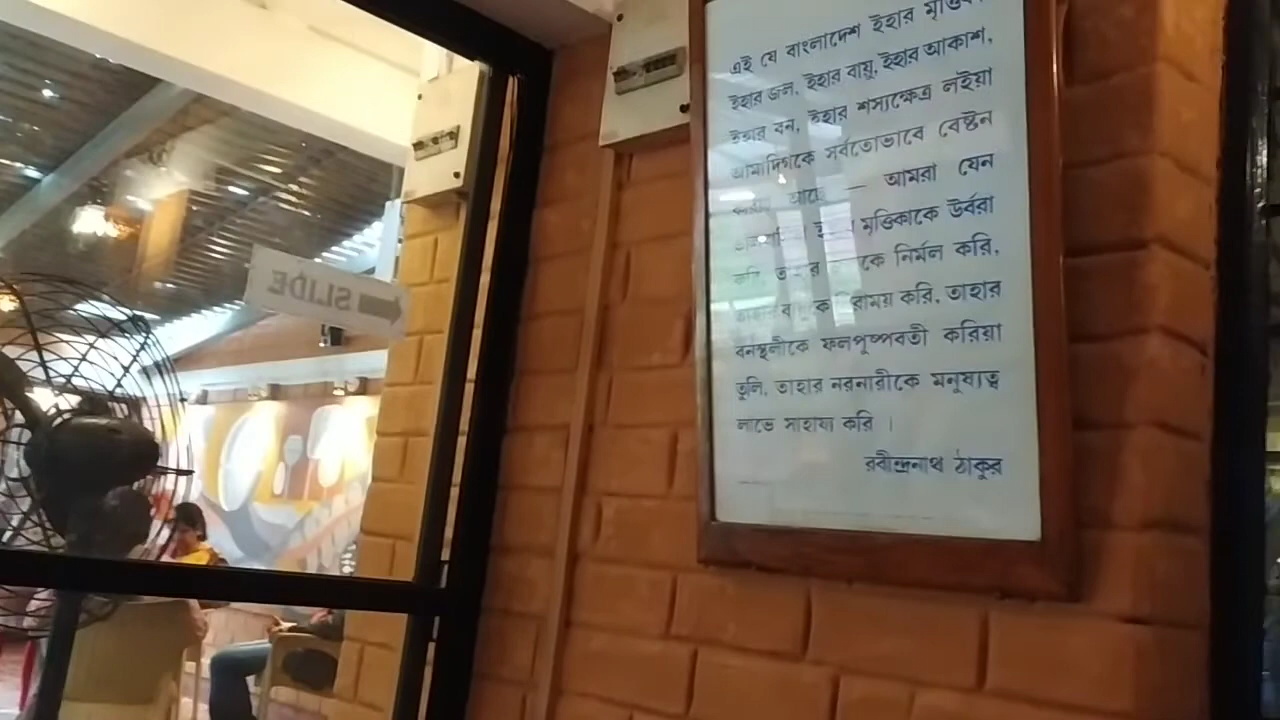 এই যে বাংলাদেশ ইহার
ইহার জল, ইহার বায়ু, ইহার আকাশ,
ইহার বন, ইহার শস্যক্ষেত্র লইয়া
আমাদিগকে সর্বতোভাবে বেষ্টন
আছে — আমরা যেন
মৃত্তিকাকে উর্বরা
কে নির্মল করি,
করি, তাহার
বনস্থলীকে ফলপুষ্পবতী করিয়া
তুলি, তাহার নরনারীকে মনুষ্যত্ব
লাভে সাহায্য করি ।
রবীন্দ্রনাথ ঠাকুর
SLIDE